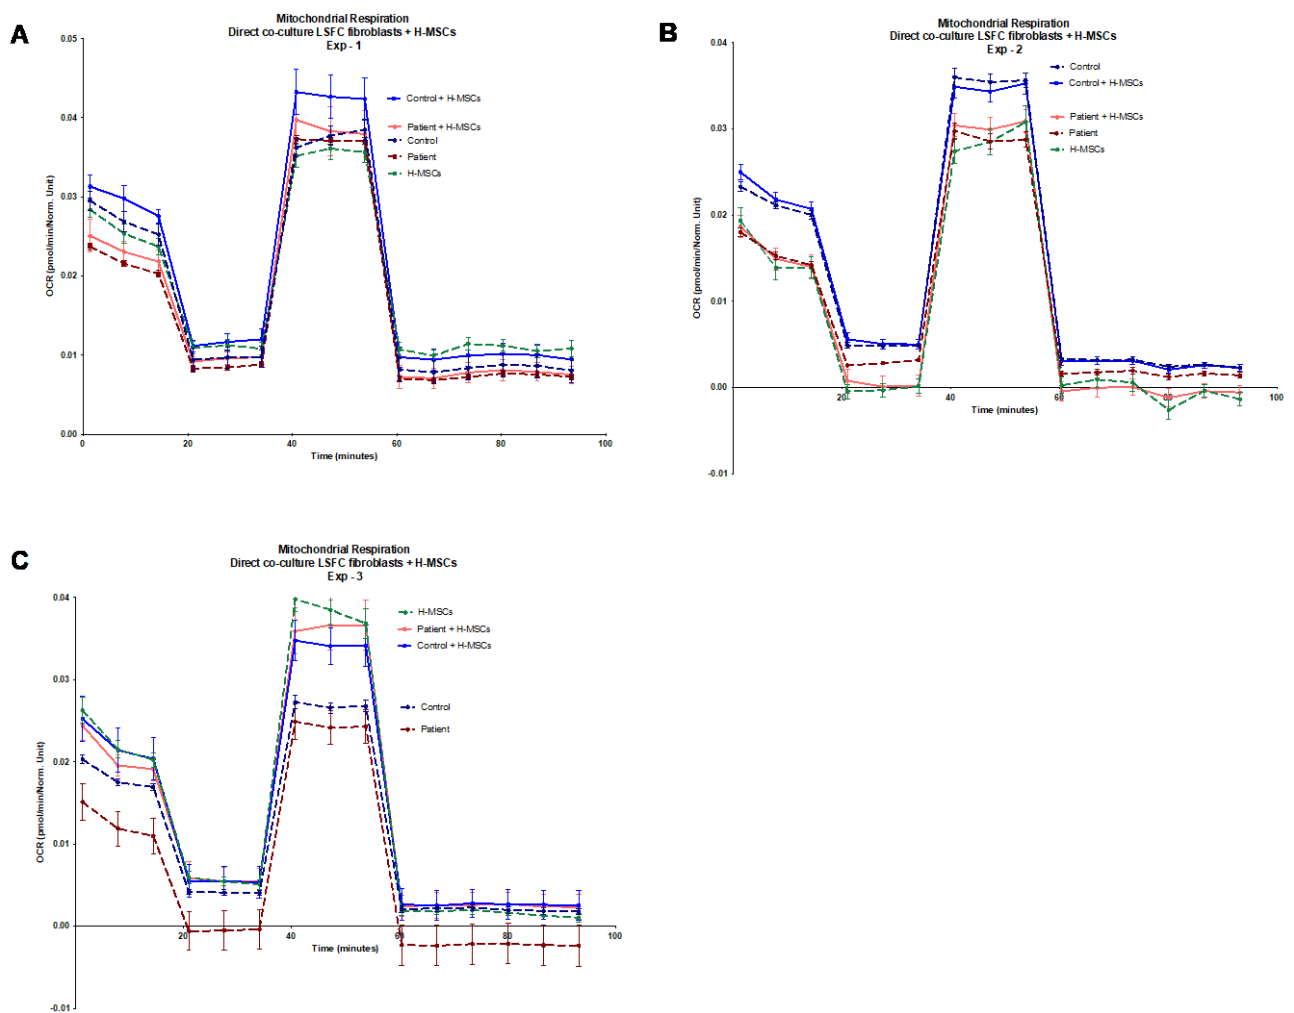 A
Mitochondrial Respiration
Direct co-culture LSFC fibroblasts + H-MSCs
Exp - 1
OCR (pmol/min/Norm. Unit)
0.05
0.04
0.03
0.02
0.01
0.00
0
20
40
60
80
100
Time (minutes)
Control + H-MSCs
Patient + H-MSCs
Control
Patient
H-MSCs
B
Mitochondrial Respiration
Direct co-culture LSFC fibroblasts + H-MSCs
Exp - 2
OCR (pmol/min/Norm. Unit)
0.04
0.03
0.02
0.01
0.00
-0.01
20
40
60
80
100
Time (minutes)
Control
Control + H-MSCs
Patient + H-MSCs
Patient
H-MSCs
C
Mitochondrial Respiration
Direct co-culture LSFC fibroblasts + H-MSCs
Exp - 3
OCR (pmol/min/Norm. Unit)
0.04
0.03
0.02
0.01
0.00
-0.01
20
40
60
80
100
Time (minutes)
H-MSCs
Patient + H-MSCs
Control + H-MSCs
Control
Patient